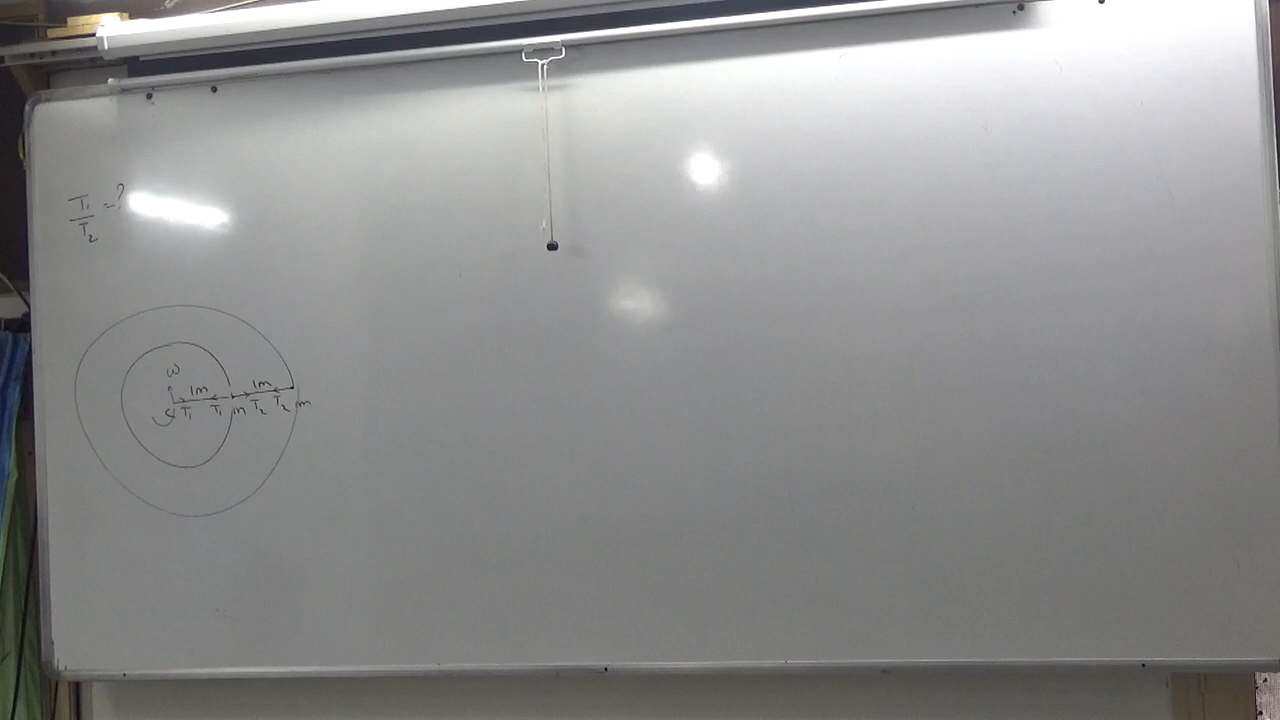 T₁/T₂ = ?
ω
1m 1m
T₁ T₁ m T₂ T₂ m